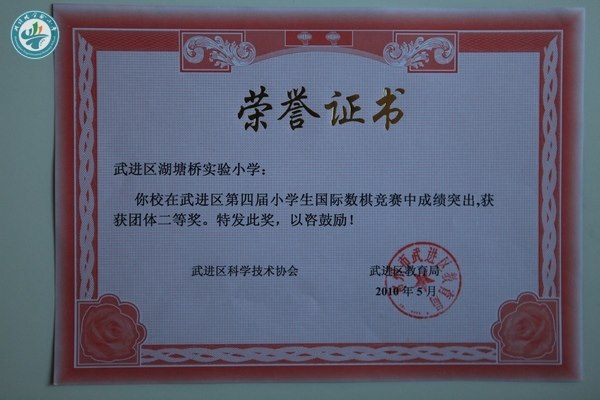 荣誉证书
武进区湖塘桥实验小学：
你校在武进区第四届小学生国际数棋竞赛中成绩突出,获
获团体二等奖。特发此奖，以咨鼓励！
武进区科学技术协会 武进区教育局
2010 年 5 月